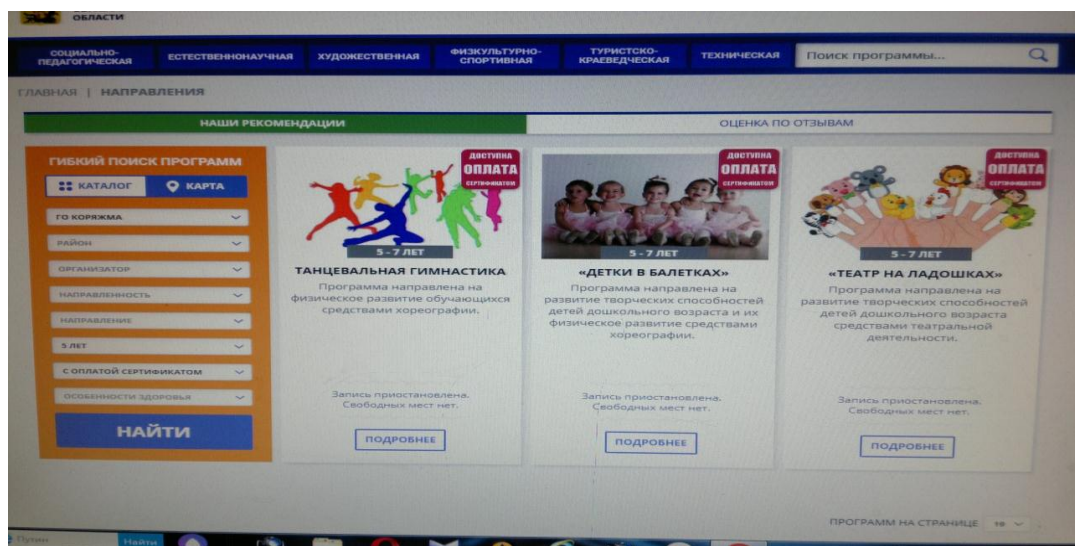 ОБЛАСТИ
СОЦИАЛЬНО-
ПЕДАГОГИЧЕСКАЯ
ЕСТЕСТВЕННОНАУЧНАЯ
ХУДОЖЕСТВЕННАЯ
ФИЗКУЛЬТУРНО-
СПОРТИВНАЯ
ТУРИСТСКО-
КРАЕВЕДЧЕСКАЯ
ТЕХНИЧЕСКАЯ
Поиск программы...
ГЛАВНАЯ | НАПРАВЛЕНИЯ
НАШИ РЕКОМЕНДАЦИИ
ОЦЕНКА ПО ОТЗЫВАМ
ГИБКИЙ ПОИСК ПРОГРАММ
КАТАЛОГ
КАРТА
ГО КОРЯЖМА
РАЙОН
ОРГАНИЗАТОР
НАПРАВЛЕННОСТЬ
НАПРАВЛЕНИЕ
5 ЛЕТ
С ОПЛАТОЙ СЕРТИФИКАТОМ
ОСОБЕННОСТИ ЗДОРОВЬЯ
НАЙТИ
ДОСТУПНА
ОПЛАТА
СЕРТИФИКАТОМ
5 - 7 ЛЕТ
ТАНЦЕВАЛЬНАЯ ГИМНАСТИКА
Программа направлена на
физическое развитие обучающихся
средствами хореографии.
Запись приостановлена.
Свободных мест нет.
ПОДРОБНЕЕ
ДОСТУПНА
ОПЛАТА
СЕРТИФИКАТОМ
5 - 7 ЛЕТ
«ДЕТКИ В БАЛЕТКАХ»
Программа направлена на
развитие творческих способностей
детей дошкольного возраста и их
физическое развитие средствами
хореографии.
Запись приостановлена.
Свободных мест нет.
ПОДРОБНЕЕ
ДОСТУПНА
ОПЛАТА
СЕРТИФИКАТОМ
5 - 7 ЛЕТ
«ТЕАТР НА ЛАДОШКАХ»
Программа направлена на
развитие творческих способностей
детей дошкольного возраста
средствами театральной
деятельности.
Запись приостановлена.
Свободных мест нет.
ПОДРОБНЕЕ
ПРОГРАММ НА СТРАНИЦЕ
Найти